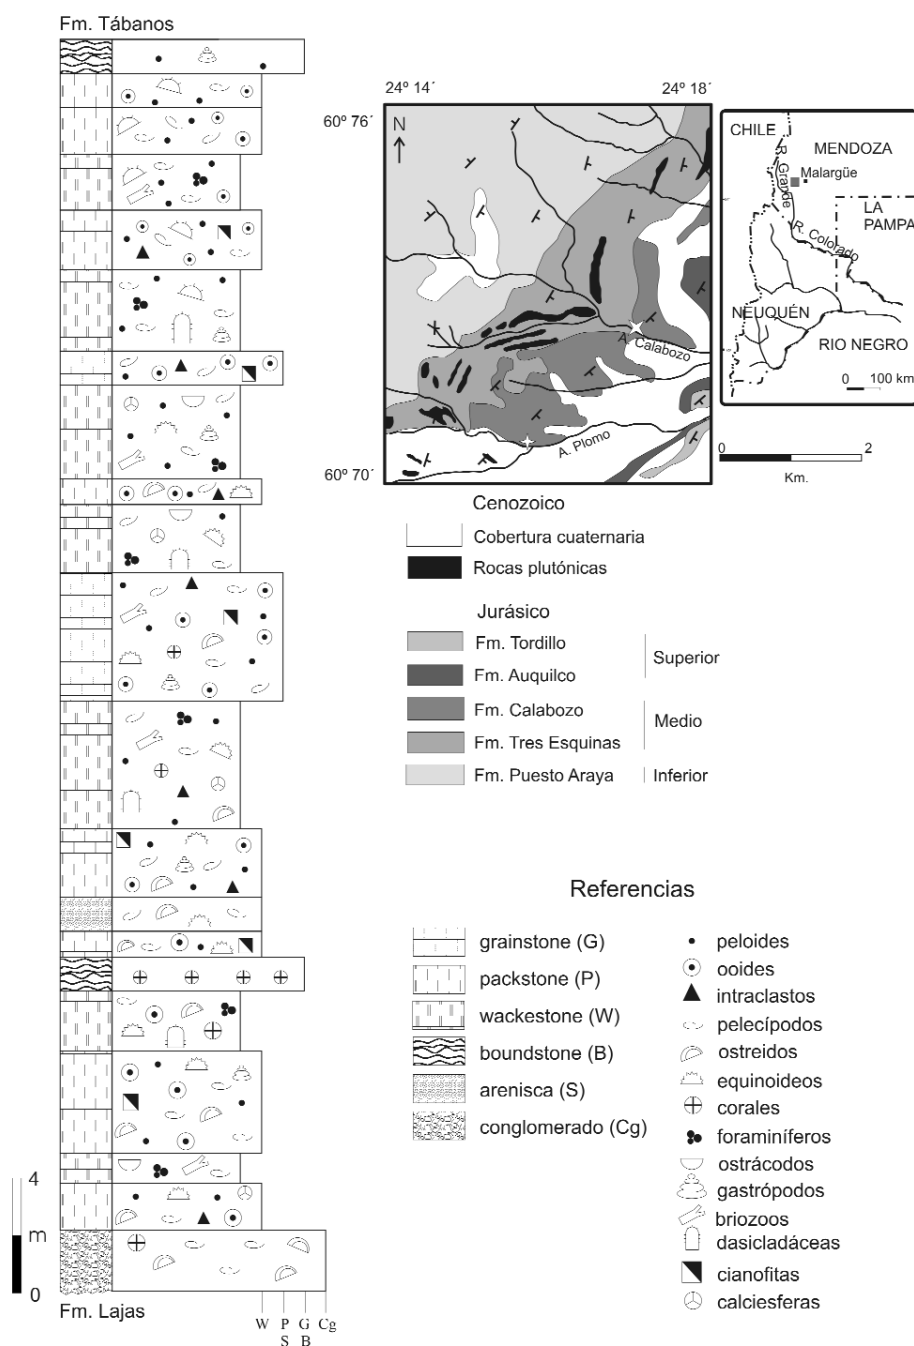 Fm. Tábanos
24º 14´
24º 18´
60º 76´
N
60º 70´
A. Calabozo
A. Plomo
CHILE
MENDOZA
R. Grande
Malargüe
LA
PAMPA
R. Colorado
NEUQUÉN
RIO NEGRO
0 100 km
0 2
Km.
Cenozoico
Cobertura cuaternaria
Rocas plutónicas
Jurásico
Fm. Tordillo
Fm. Auquilco
Superior
Fm. Calabozo
Fm. Tres Esquinas
Medio
Fm. Puesto Araya
Inferior
Referencias
grainstone (G)
packstone (P)
wackestone (W)
boundstone (B)
arenisca (S)
conglomerado (Cg)
peloides
ooides
intraclastos
pelecípodos
ostreidos
equinoideos
corales
foraminíferos
ostrácodos
gastrópodos
briozoos
dasicladáceas
cianofitas
calciesferas
4
m
0
Fm. Lajas
W P G Cg
S B